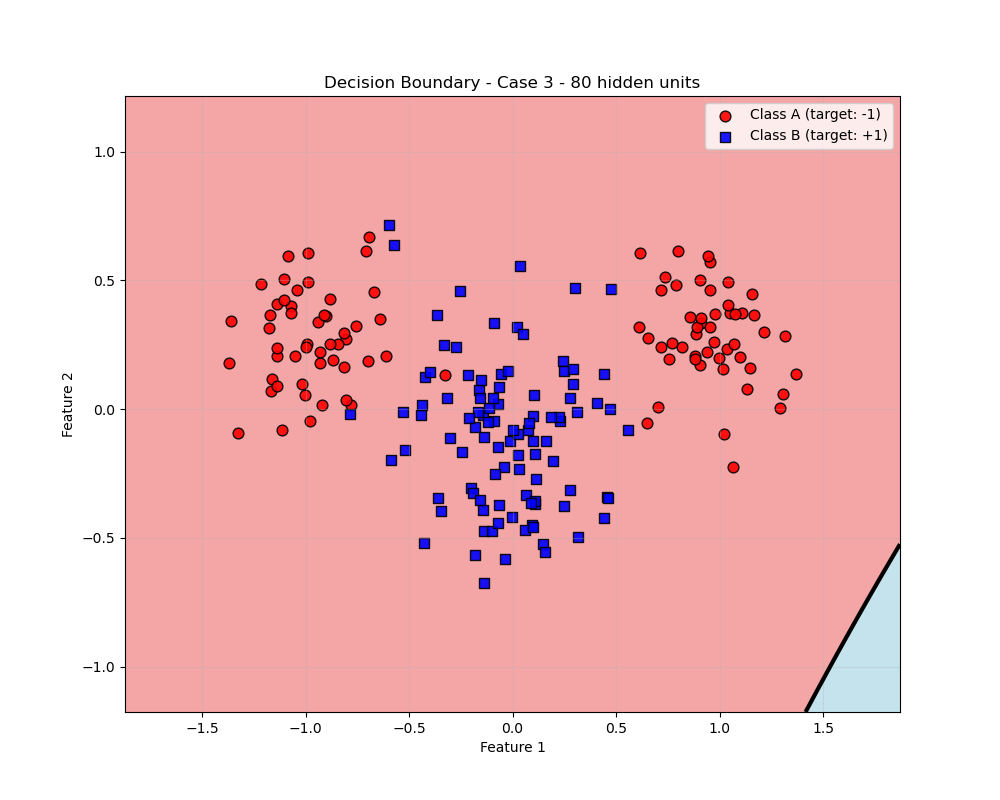 Decision Boundary - Case 3 - 80 hidden units
Class A (target: -1)
Class B (target: +1)
1.0
0.5
0.0
−0.5
−1.0
Feature 2
−1.5
−1.0
−0.5
0.0
0.5
1.0
1.5
Feature 1